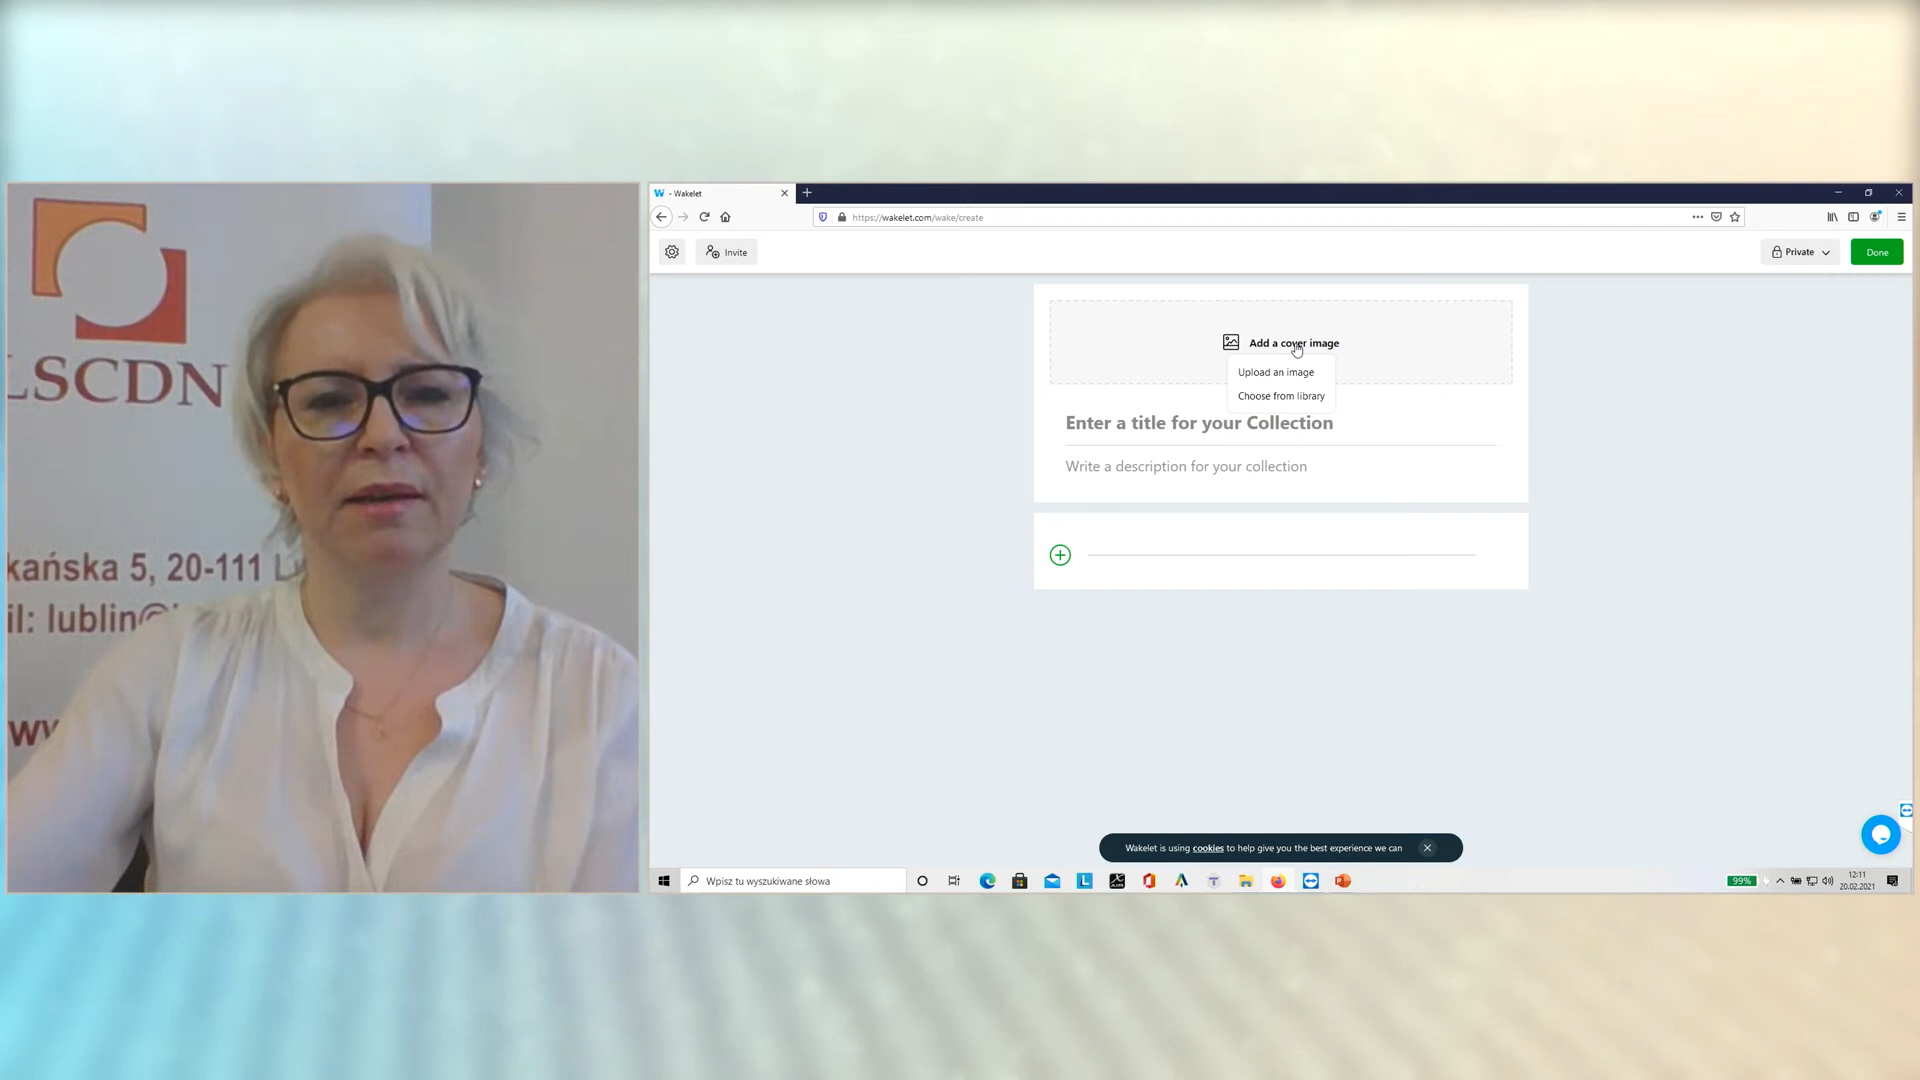 LSCDN
kańska 5, 20-111 L
il: lublin@
Wakelet
https://wakelet.com/wake/create
Invite
Private
Done
Add a cover image
Upload an image
Choose from library
Enter a title for your Collection
Write a description for your collection
Wakelet is using cookies to help give you the best experience we can
Wpisz tu wyszukiwane słowa
99%
12:11
20.02.2021